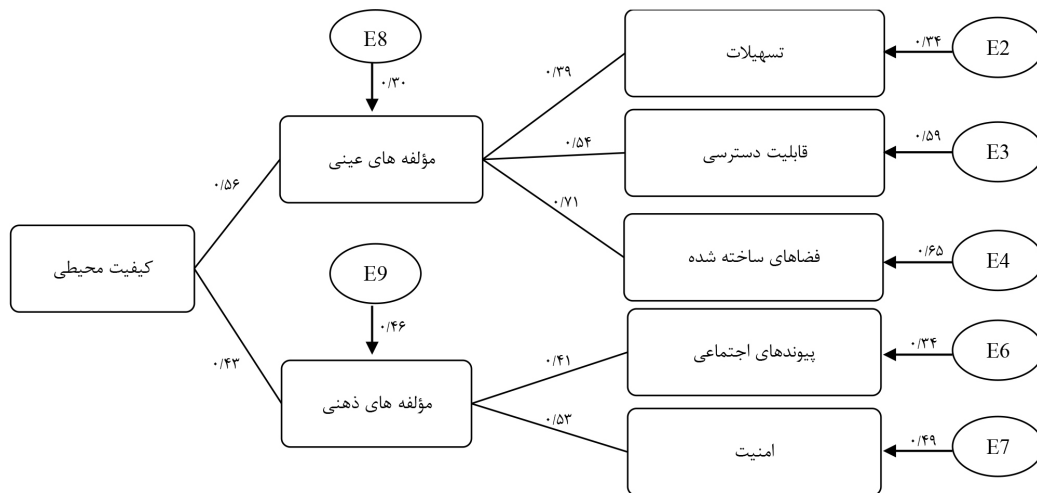 E8
۰/۳۰
تسهیلات
۰/۳۴
E2
۰/۳۹
مؤلفه های عینی
۰/۵۴
قابلیت دسترسی
۰/۵۹
E3
۰/۵۶
۰/۷۱
فضاهای ساخته شده
۰/۶۵
E4
کیفیت محیطی
E9
۰/۴۶
۰/۴۳
پیوندهای اجتماعی
۰/۳۴
E6
۰/۴۱
مؤلفه های ذهنی
۰/۵۳
امنیت
۰/۴۹
E7